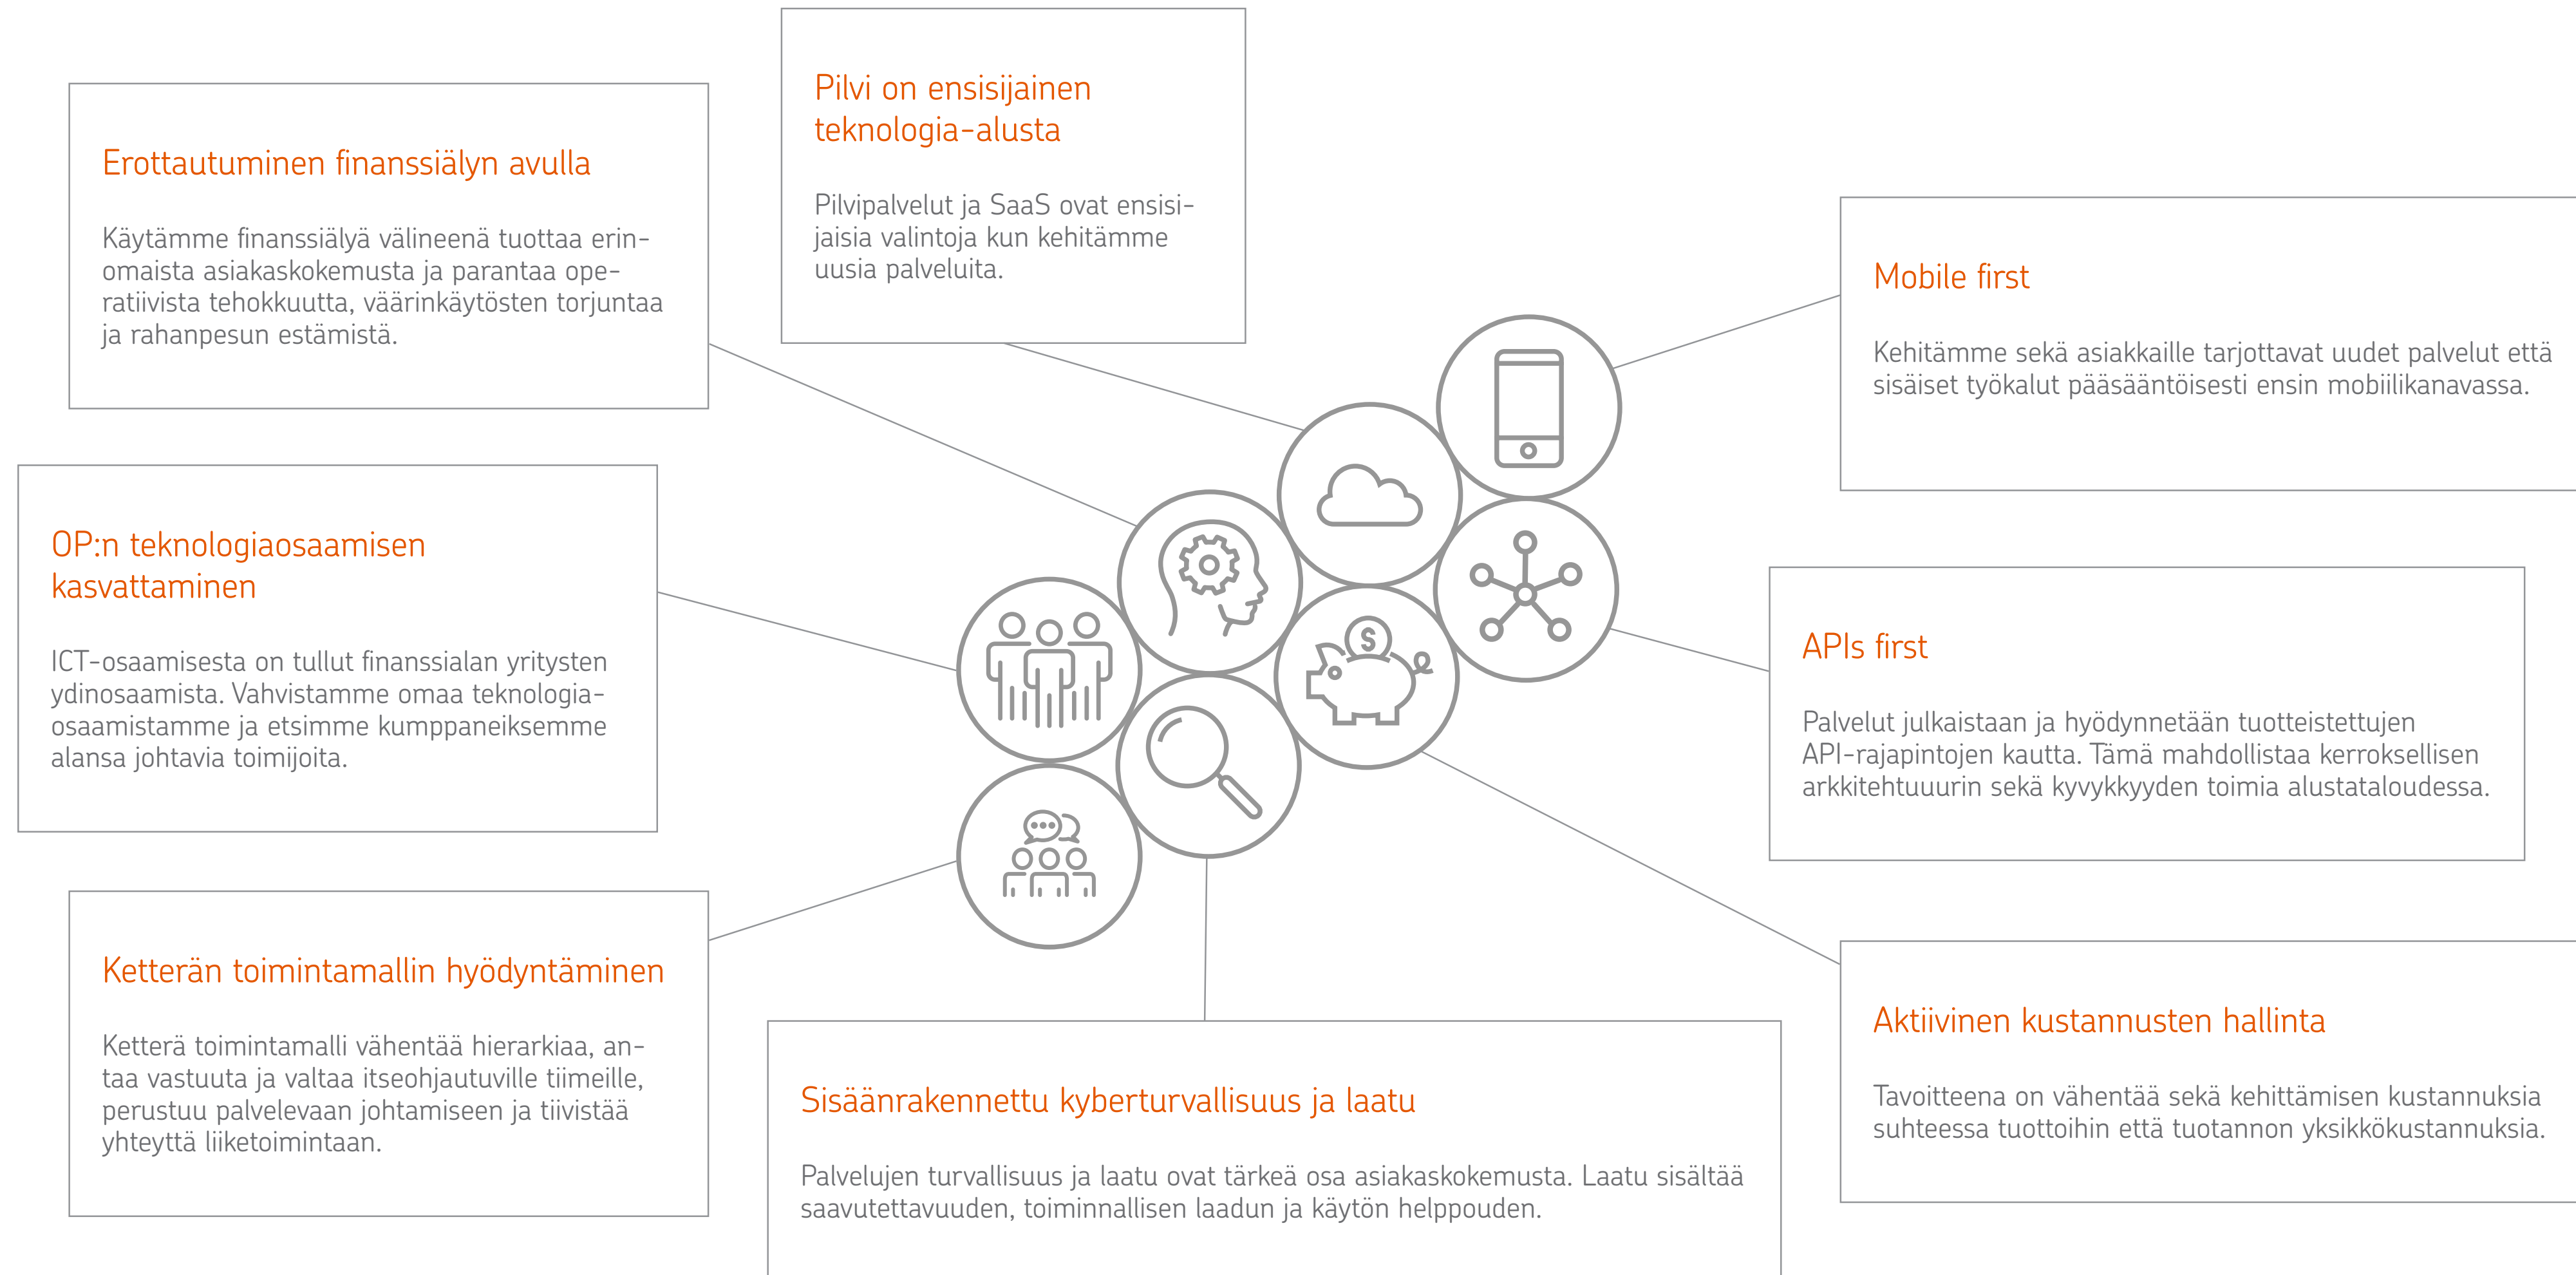 Erottautuminen finanssiälyn avulla
Käytämme finanssiälyä välineenä tuottaa erin-
omaista asiakaskokemusta ja parantaa ope-
ratiivista tehokkuutta, väärinkäytösten torjuntaa
ja rahanpesun estämistä.
Pilvi on ensisijainen
teknologia-alusta
Pilvipalvelut ja SaaS ovat ensisi-
jaisia valintoja kun kehitämme
uusia palveluita.
Mobile first
Kehitämme sekä asiakkaille tarjottavat uudet palvelut että
sisäiset työkalut pääsääntöisesti ensin mobiilikanavassa.
OP:n teknologiaosaamisen
kasvattaminen
ICT-osaamisesta on tullut finanssialan yritysten
ydinosaamista. Vahvistamme omaa teknologia-
osaamistamme ja etsimme kumppaneiksemme
alansa johtavia toimijoita.
$
APIs first
Palvelut julkaistaan ja hyödynnetään tuotteistettujen
API-rajapintojen kautta. Tämä mahdollistaa kerroksellisen
arkkitehtuuurin sekä kyvykkyyden toimia alustataloudessa.
Ketterän toimintamallin hyödyntäminen
Ketterä toimintamalli vähentää hierarkiaa, an-
taa vastuuta ja valtaa itseohjautuville tiimeille,
perustuu palvelevaan johtamiseen ja tiivistää
yhteyttä liiketoimintaan.
Sisäänrakennettu kyberturvallisuus ja laatu
Palvelujen turvallisuus ja laatu ovat tärkeä osa asiakaskokemusta. Laatu sisältää
saavutettavuuden, toiminnallisen laadun ja käytön helppouden.
Aktiivinen kustannusten hallinta
Tavoitteena on vähentää sekä kehittämisen kustannuksia
suhteessa tuottoihin että tuotannon yksikkökustannuksia.